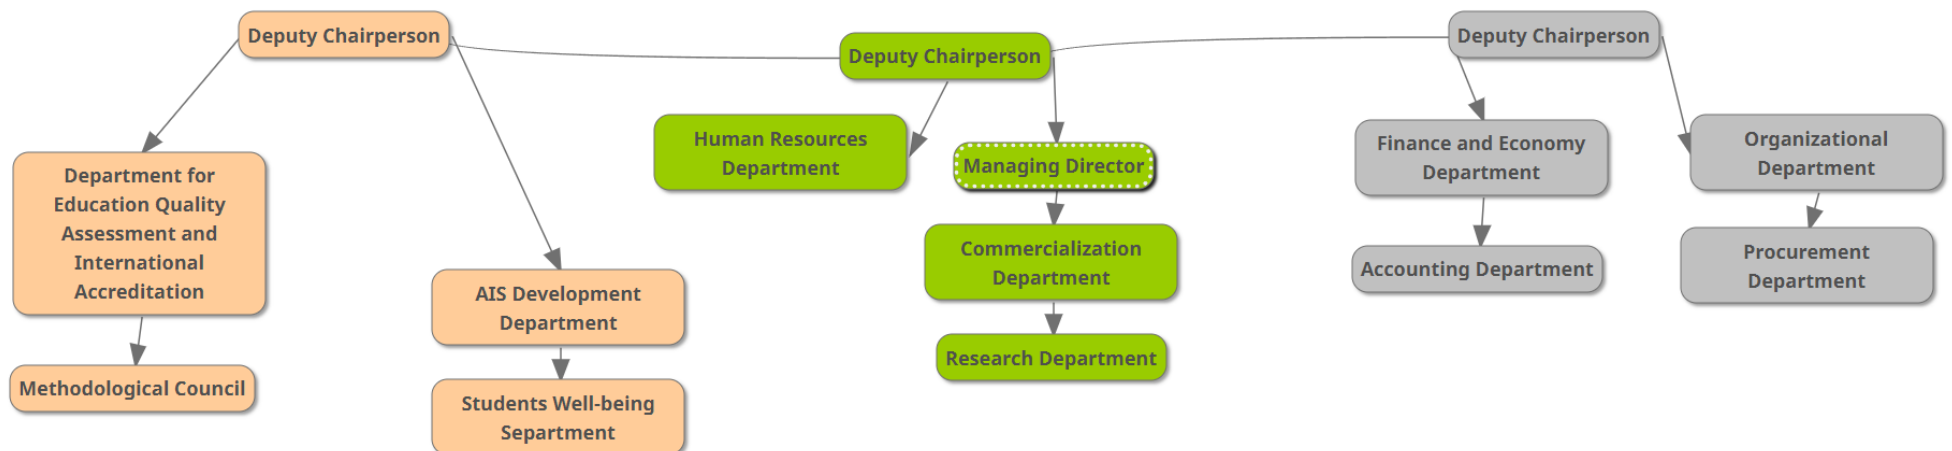 Deputy Chairperson
Deputy Chairperson
Deputy Chairperson
Human Resources
Department
Managing Director
Finance and Economy
Department
Organizational
Department
Department for
Education Quality
Assessment and
International
Accreditation
Commercialization
Department
Accounting Department
Procurement
Department
AIS Development
Department
Research Department
Methodological Council
Students Well-being
Separtment